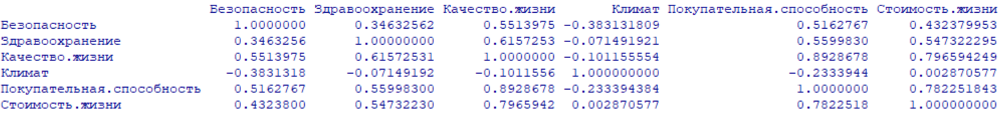 Безопасность Здравоохранение Качество.жизни Климат Покупательная.способность Стоимость.жизни
Безопасность 1.0000000 0.34632562 0.5513975 -0.383131809 0.5162767 0.432379953
Здравоохранение 0.3463256 1.00000000 0.6157253 -0.071491921 0.5599830 0.547322295
Качество.жизни 0.5513975 0.61572531 1.0000000 -0.101155554 0.8928678 0.796594249
Климат -0.3831318 -0.07149192 -0.1011556 1.000000000 -0.2333944 0.002870577
Покупательная.способность 0.5162767 0.55998300 0.8928678 -0.233394384 1.0000000 0.782251843
Стоимость.жизни 0.4323800 0.54732230 0.7965942 0.002870577 0.7822518 1.000000000